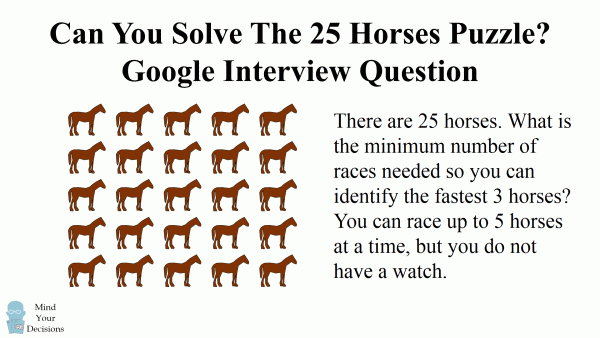 Can You Solve The 25 Horses Puzzle?
Google Interview Question
There are 25 horses. What is
the minimum number of
races needed so you can
identify the fastest 3 horses?
You can race up to 5 horses
at a time, but you do not
have a watch.
Mind
Your
Decisions